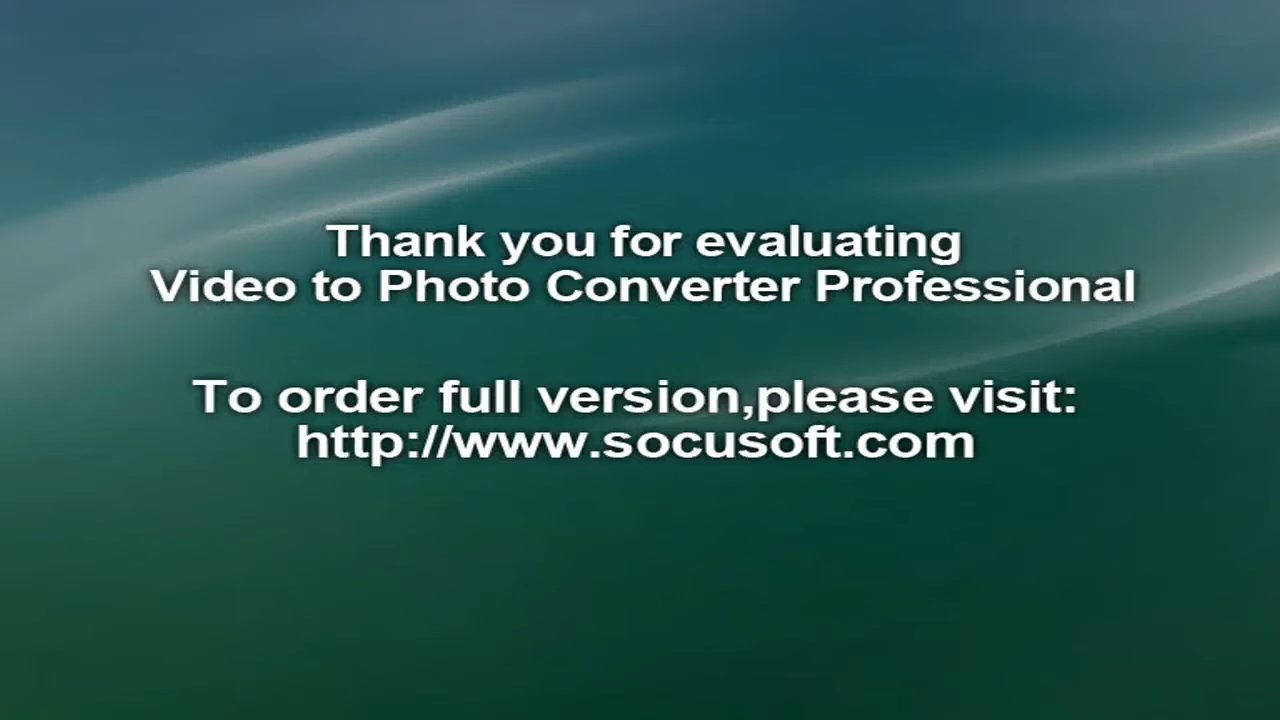 Thank you for evaluating
Video to Photo Converter Professional
To order full version,please visit:
http://www.socusoft.com